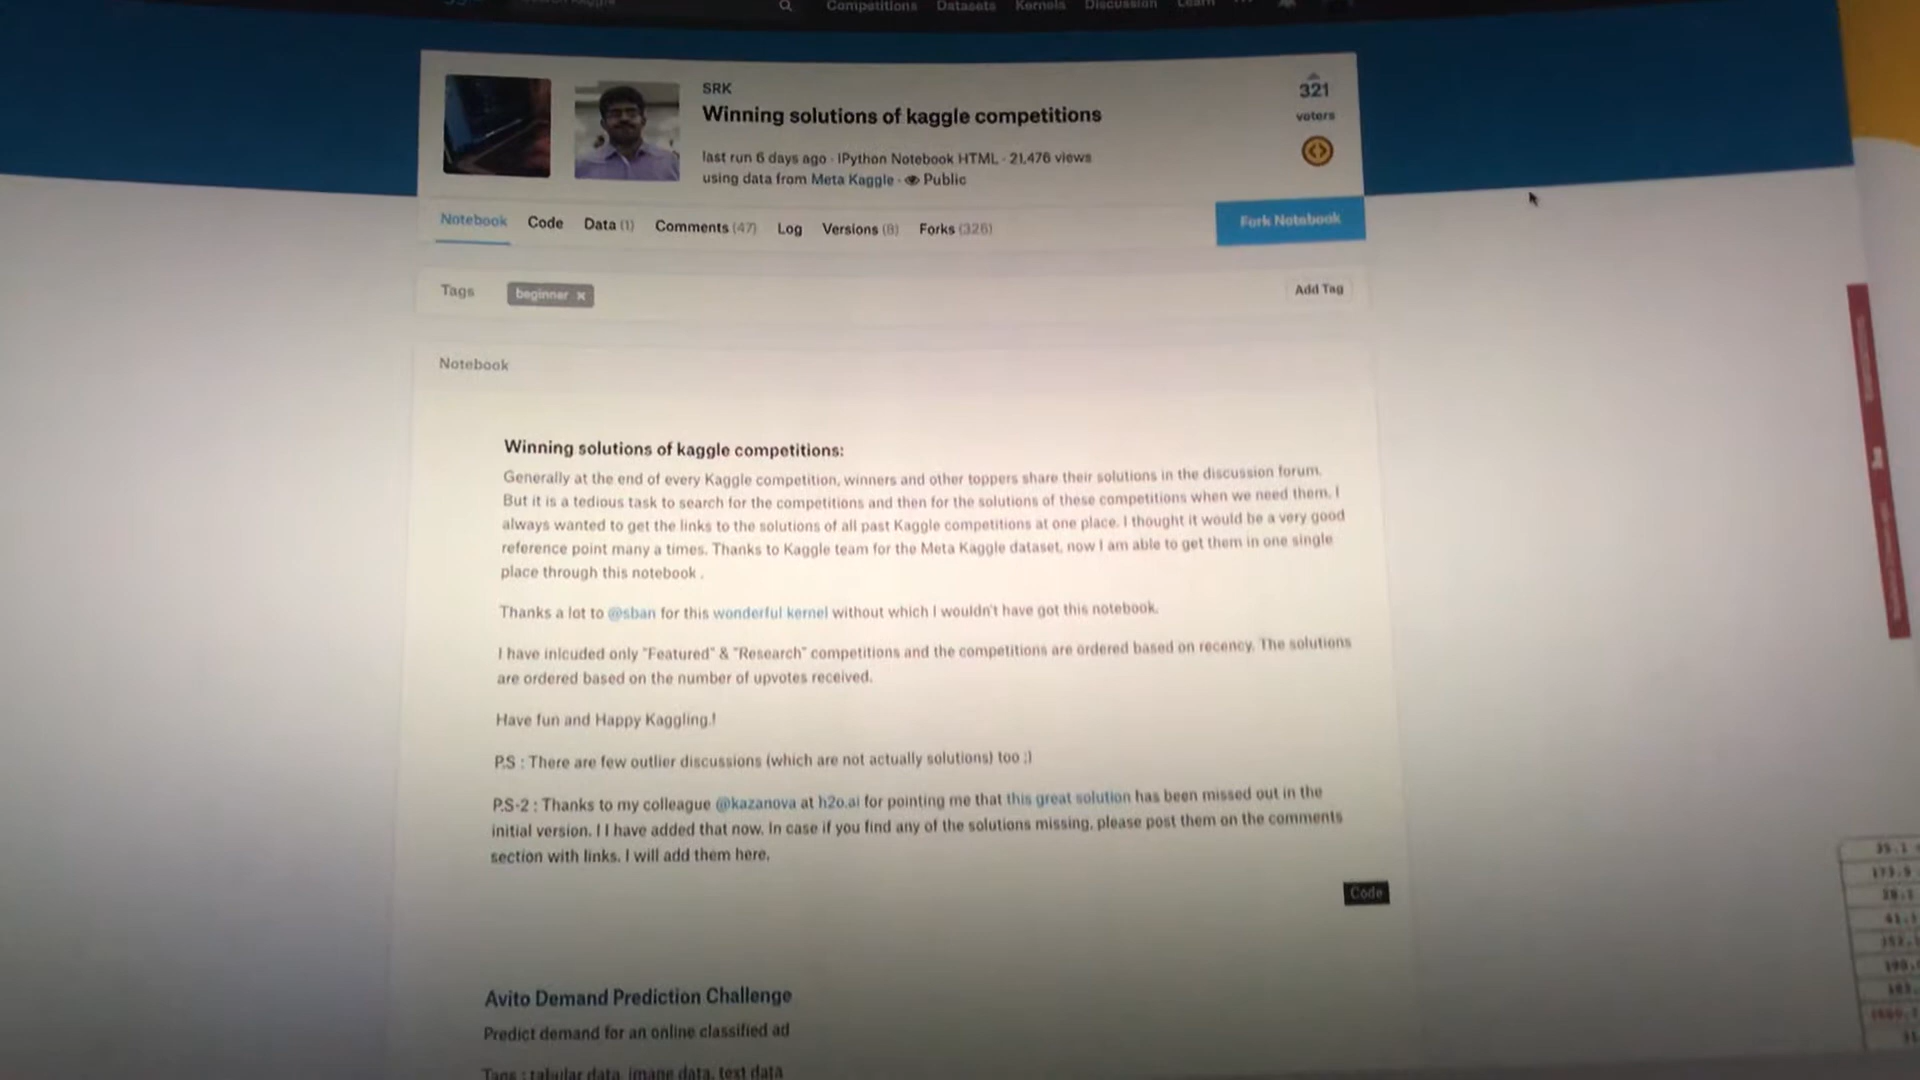 Competitions Datasets Kernels Discussion Learn
SRK
Winning solutions of kaggle competitions
321
voters
last run 6 days ago · IPython Notebook HTML · 21,476 views
using data from Meta Kaggle · Public
Notebook Code Data (1) Comments (47) Log Versions (8) Forks (326)
Fork Notebook
Tags beginner × Add Tag
Notebook
Winning solutions of kaggle competitions:
Generally at the end of every Kaggle competition, winners and other toppers share their solutions in the discussion forum.
But it is a tedious task to search for the competitions and then for the solutions of these competitions when we need them. I
always wanted to get the links to the solutions of all past Kaggle competitions at one place. I thought it would be a very good
reference point many a times. Thanks to Kaggle team for the Meta Kaggle dataset, now I am able to get them in one single
place through this notebook .
Thanks a lot to @sban for this wonderful kernel without which I wouldn't have got this notebook.
I have inlcuded only "Featured" & "Research" competitions and the competitions are ordered based on recency. The solutions
are ordered based on the number of upvotes received.
Have fun and Happy Kaggling.!
P.S : There are few outlier discussions (which are not actually solutions) too :)
P.S-2 : Thanks to my colleague @kazanova at h2o.ai for pointing me that this great solution has been missed out in the
initial version. I I have added that now. In case if you find any of the solutions missing, please post them on the comments
section with links. I will add them here.
Code
Avito Demand Prediction Challenge
Predict demand for an online classified ad
Tags : tabular data, image data, text data